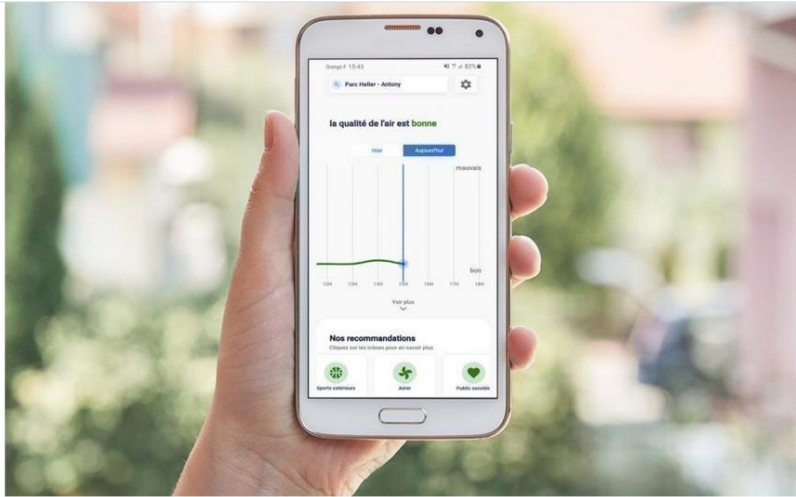 Orange F 15:43 82%
Parc Heller - Antony
la qualité de l'air est bonne
Hier Aujourd'hui
mauvais
bon
12H 13H 14H 15H 16H 17H 18H
Voir plus
Nos recommandations
Cliquez sur les icônes pour en savoir plus
Sports extérieurs Aérer Public sensible